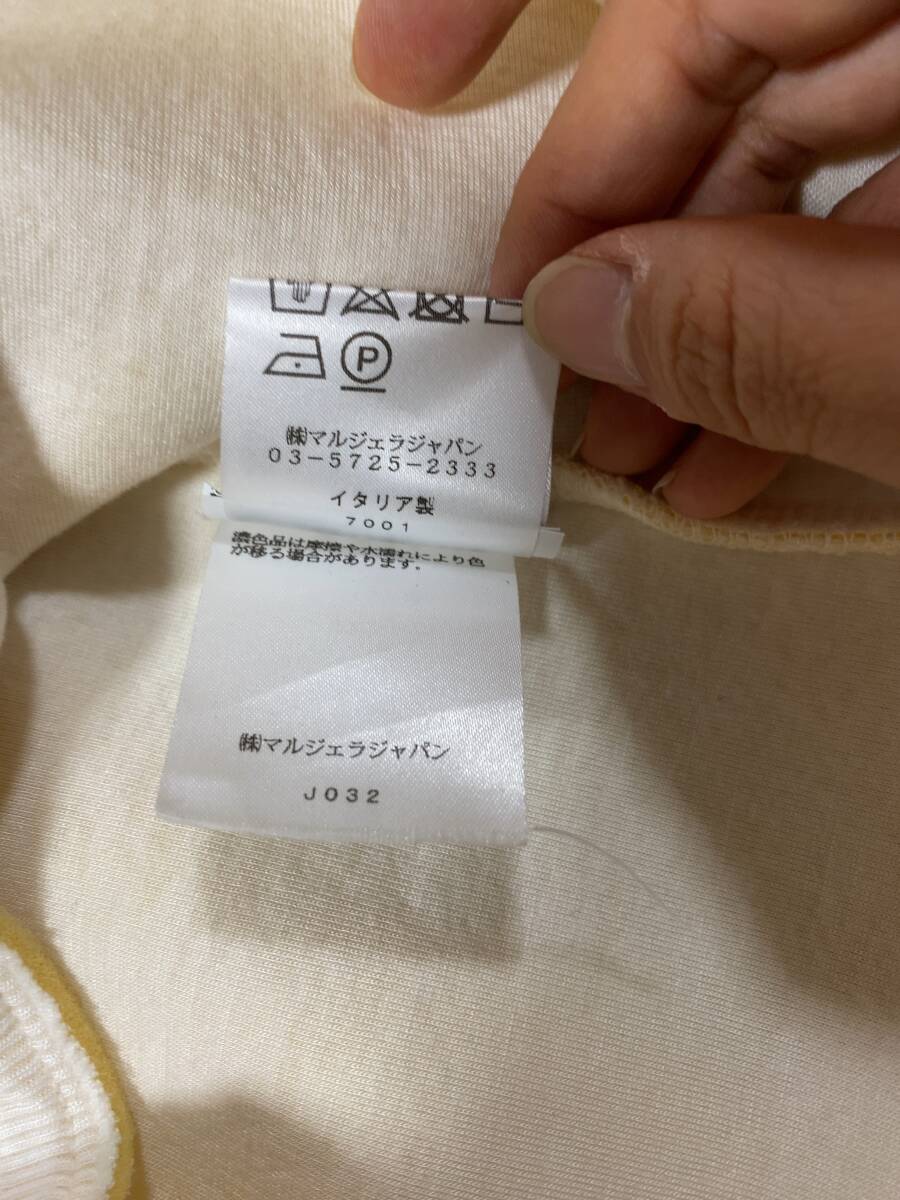 P
㈱マルジェラジャパン
03-5725-2333
イタリア製
7001
濃色品は摩擦や水濡れにより色
が移る場合があります。
㈱マルジェラジャパン
J032